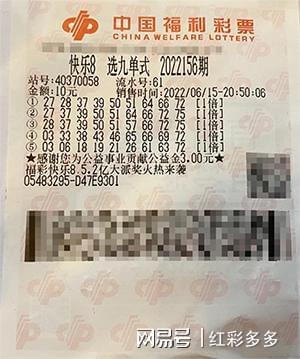 中国福利彩票
CHINA WELFARE LOTTERY
快乐8 选九单式 2022156期
站号:40370058 流水号:61
金额:10元 销售时间:2022/06/15-20:50:06
① 27 28 37 39 50 51 64 66 72 [1倍]
② 27 28 37 39 50 51 64 66 72 [1倍]
③ 28 37 39 50 51 64 66 72 75 [1倍]
④ 03 33 38 43 46 65 66 73 76 [1倍]
⑤ 03 06 18 19 21 26 61 63 69 [1倍]
★感谢您为公益事业贡献公益金3.00元★
福彩快乐8.5.2亿大派奖火热来袭
05483295-D47E9301
网易号 | 红彩多多